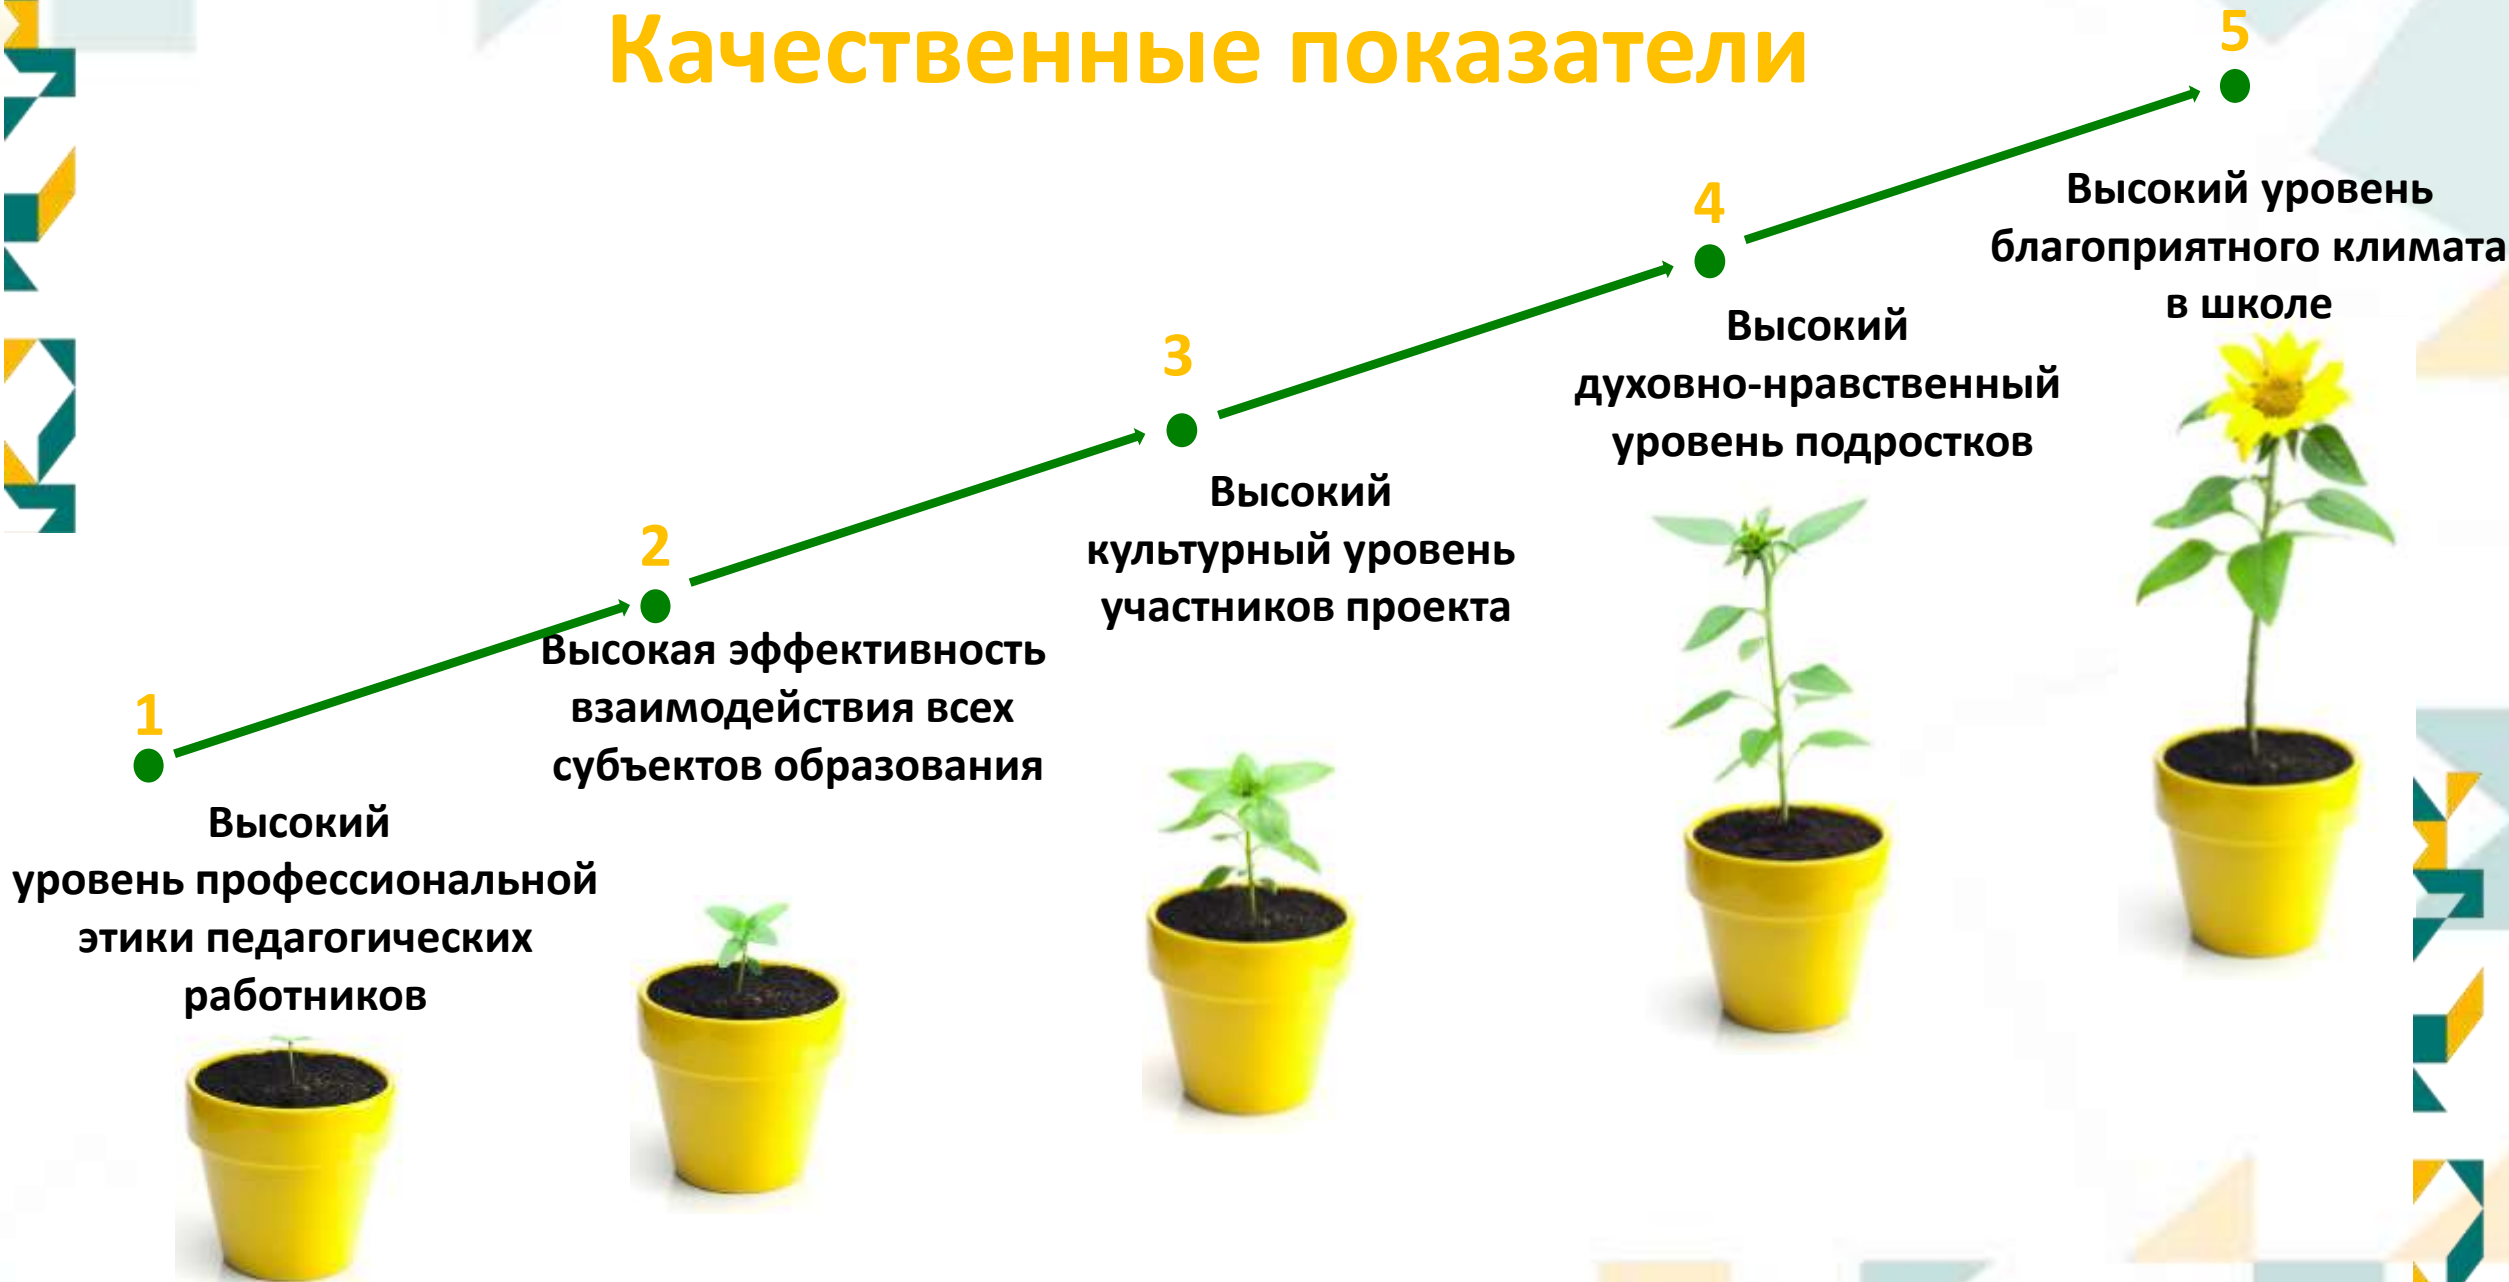 Качественные показатели
1
Высокий
уровень профессиональной
этики педагогических
работников
2
Высокая эффективность
взаимодействия всех
субъектов образования
3
Высокий
культурный уровень
участников проекта
4
Высокий
духовно-нравственный
уровень подростков
5
Высокий уровень
благоприятного климата
в школе